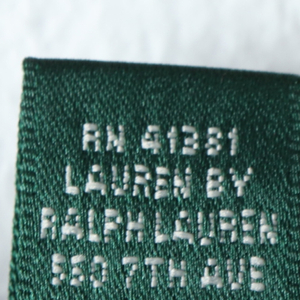 RN 41381
LAUREN BY
RALPH LAUREN
550 7TH AVE